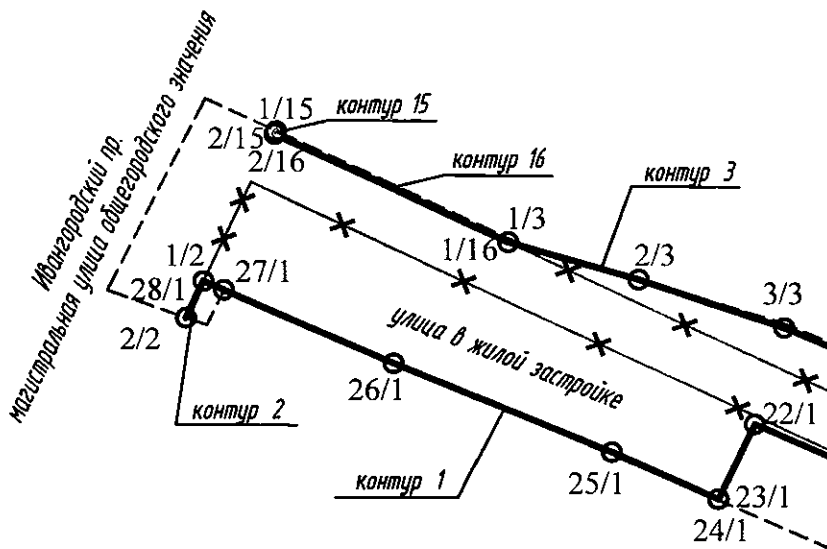 Ивангородский пр.
магистральная улица общегородского значения
1/15
2/15
2/16
контур 15
контур 16
контур 3
1/3
1/16
2/3
3/3
1/2
28/1
27/1
2/2
улица в жилой застройке
26/1
контур 2
22/1
контур 1
25/1
23/1
24/1